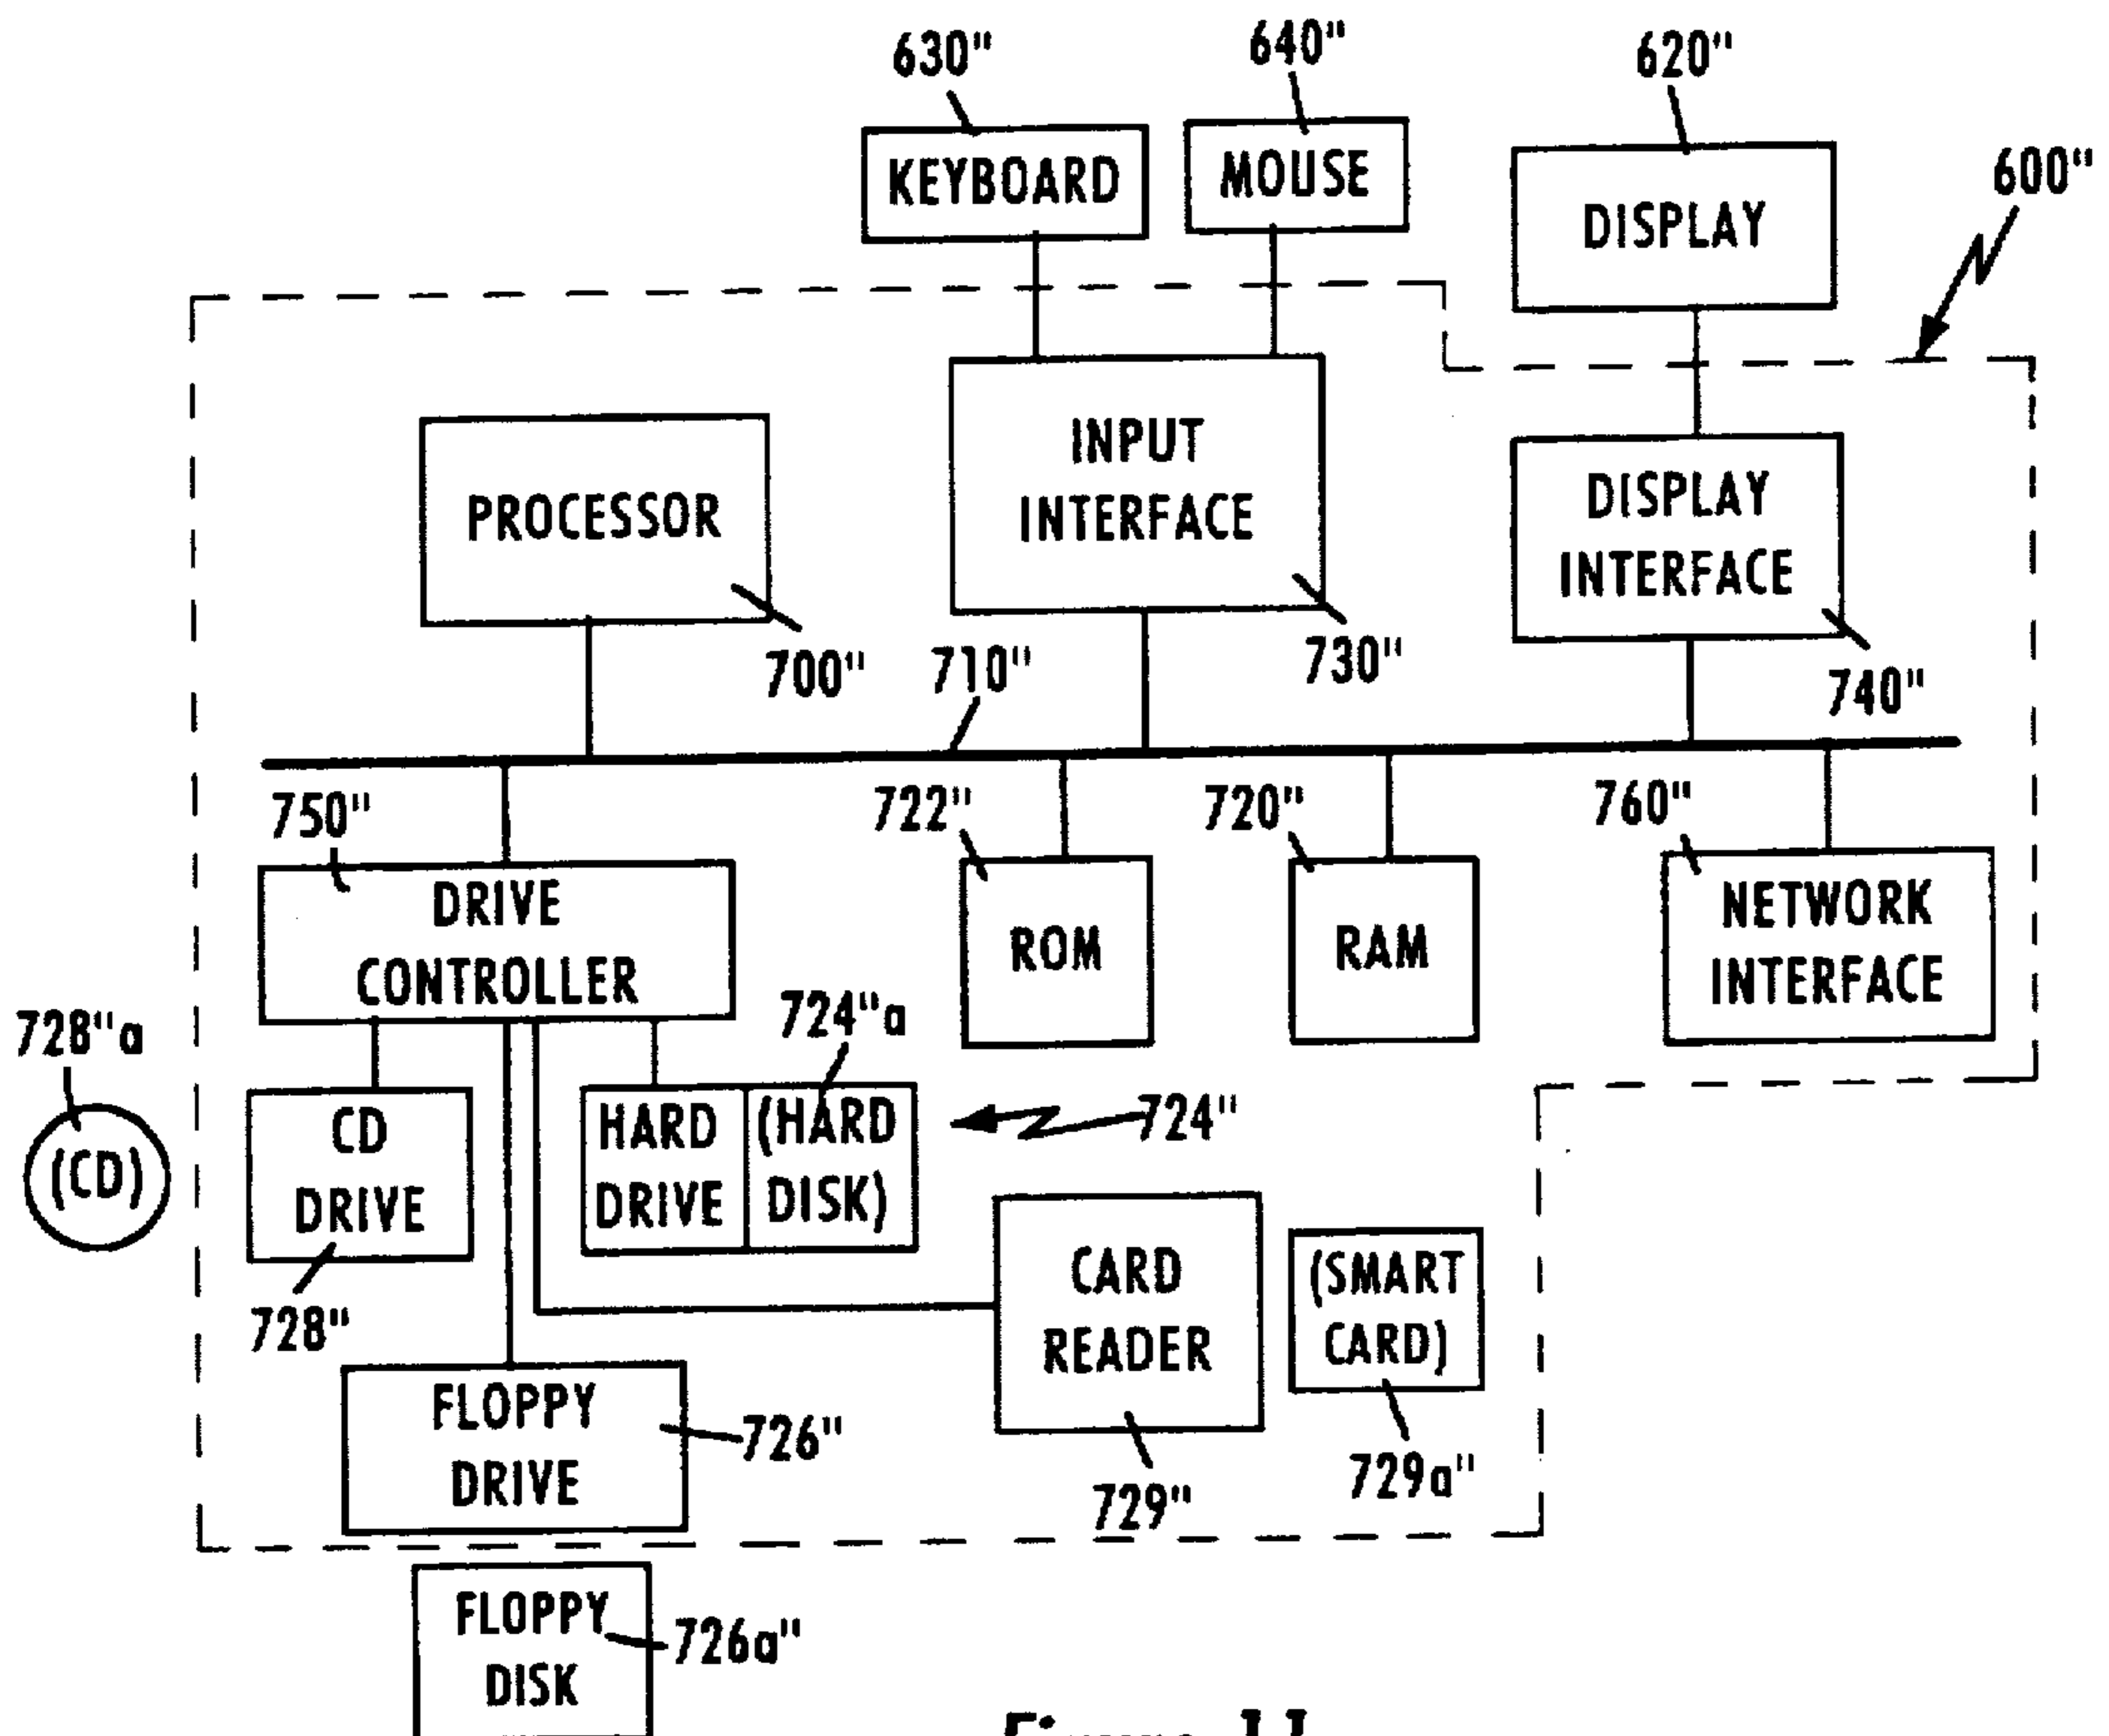 630"
640"
620"
600"
KEYBOARD
MOUSE
DISPLAY
PROCESSOR
700"
INPUT
INTERFACE
730"
DISPLAY
INTERFACE
740"
710"
750"
722"
720"
760"
DRIVE
CONTROLLER
ROM
RAM
NETWORK
INTERFACE
728"a
(CD)
CD
DRIVE
728"
724"a
HARD
DRIVE
(HARD
DISK)
724"
CARD
READER
729"
(SMART
CARD)
729a"
FLOPPY
DRIVE
726"
FLOPPY
DISK
726a"